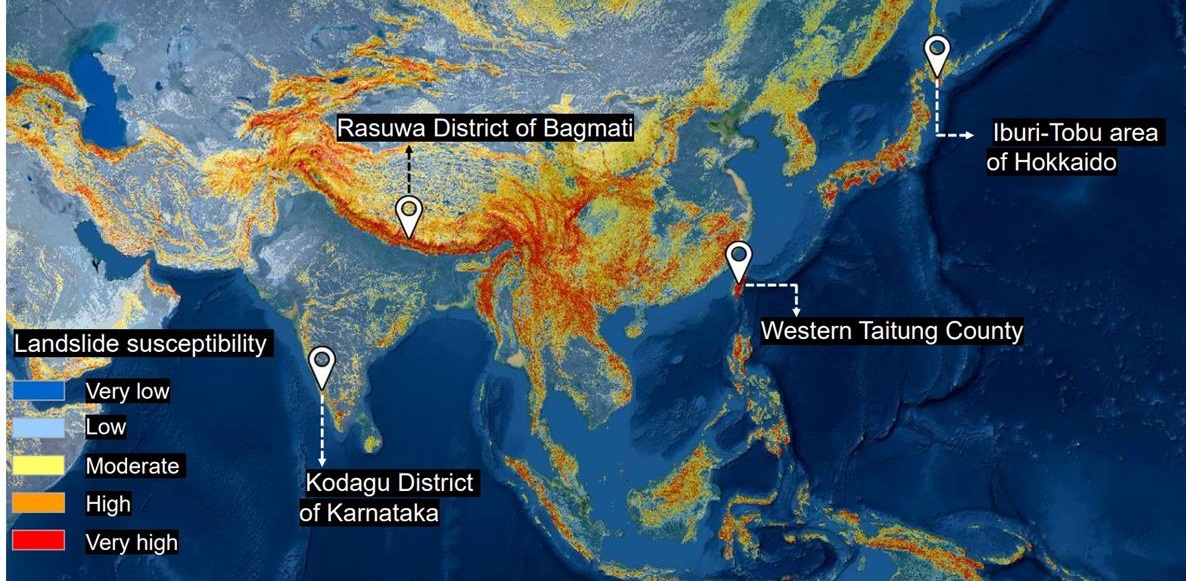 Rasuwa District of Bagmati
Iburi-Tobu area
of Hokkaido
Western Taitung County
Landslide susceptibility
Very low
Low
Moderate
High
Very high
Kodagu District
of Karnataka